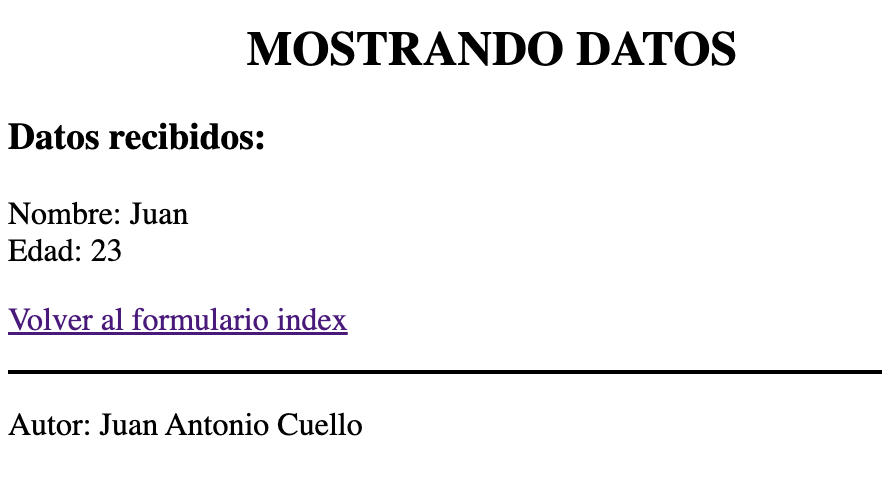 MOSTRANDO DATOS
Datos recibidos:
Nombre: Juan
Edad: 23
Volver al formulario index
Autor: Juan Antonio Cuello